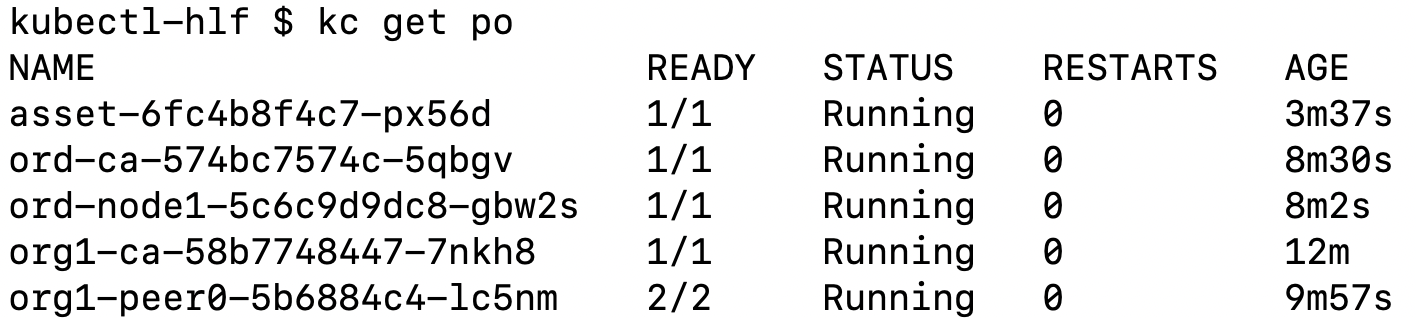 kubectl-hlf $ kc get po
NAME READY STATUS RESTARTS AGE
asset-6fc4b8f4c7-px56d 1/1 Running 0 3m37s
ord-ca-574bc7574c-5qbgv 1/1 Running 0 8m30s
ord-node1-5c6c9d9dc8-gbw2s 1/1 Running 0 8m2s
org1-ca-58b7748447-7nkh8 1/1 Running 0 12m
org1-peer0-5b6884c4-lc5nm 2/2 Running 0 9m57s